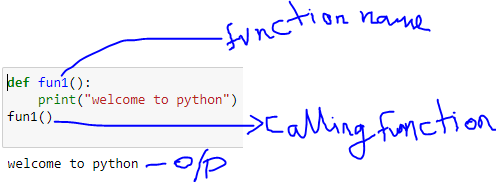 function name
def fun1():
    print("welcome to python")
fun1()
calling function
welcome to python - o/p